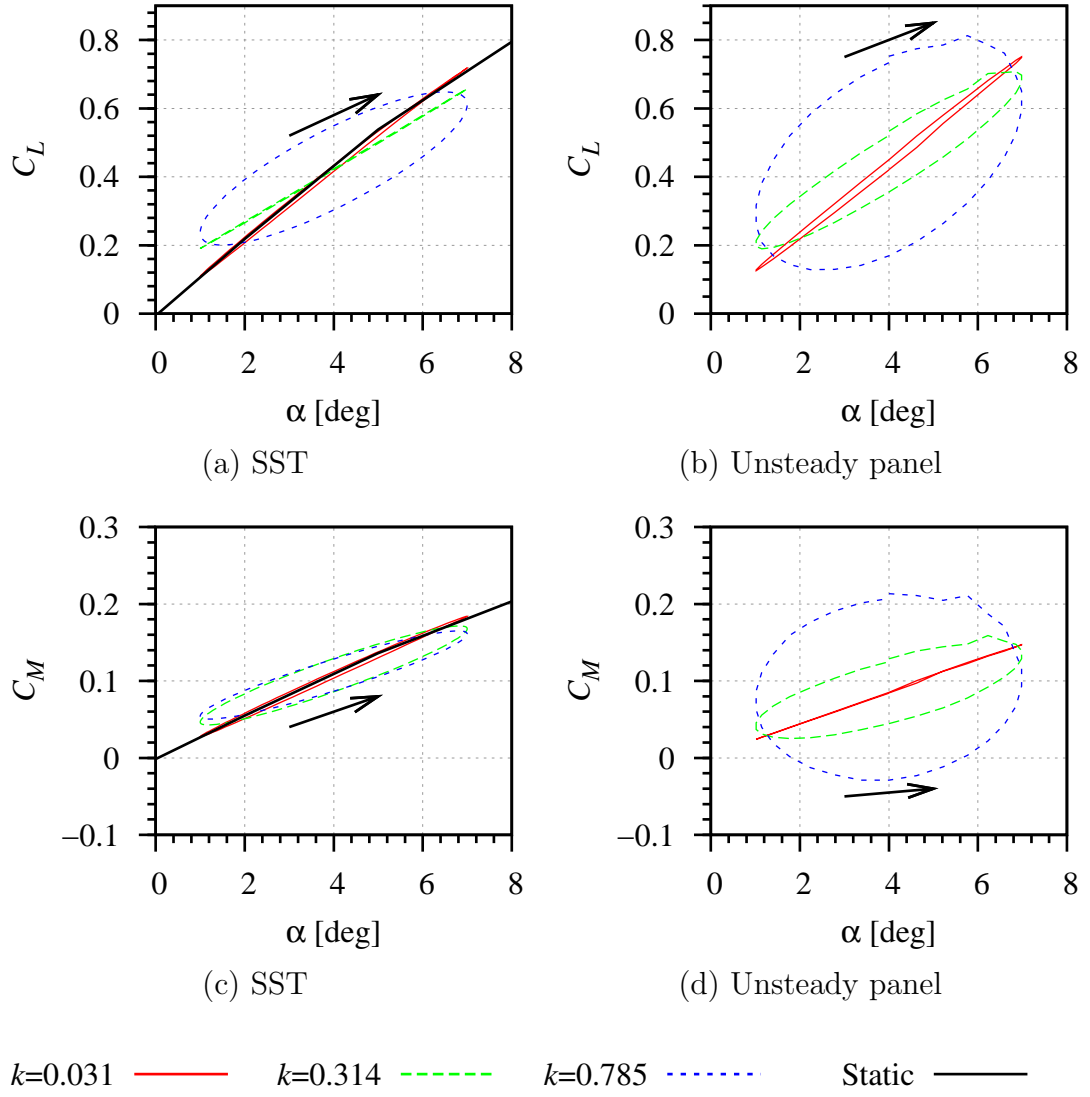 0.8
0.6
0.4
0.2
0
C_L
0 2 4 6 8
α [deg]
(a) SST
0.8
0.6
0.4
0.2
0
C_L
0 2 4 6 8
α [deg]
(b) Unsteady panel
0.3
0.2
0.1
0
−0.1
C_M
0 2 4 6 8
α [deg]
(c) SST
0.3
0.2
0.1
0
−0.1
C_M
0 2 4 6 8
α [deg]
(d) Unsteady panel
k=0.031 k=0.314 k=0.785 Static